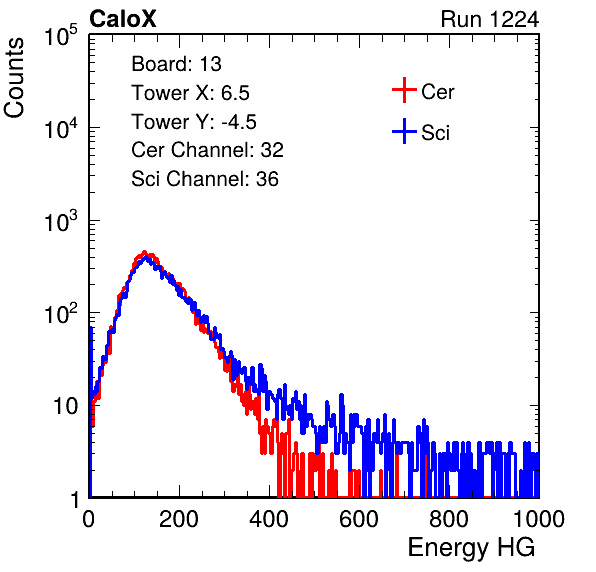 CaloX Run 1224
Counts
Board: 13
Tower X: 6.5
Tower Y: -4.5
Cer Channel: 32
Sci Channel: 36
Cer
Sci
10^5
10^4
10^3
10^2
10
1
0 200 400 600 800 1000
Energy HG